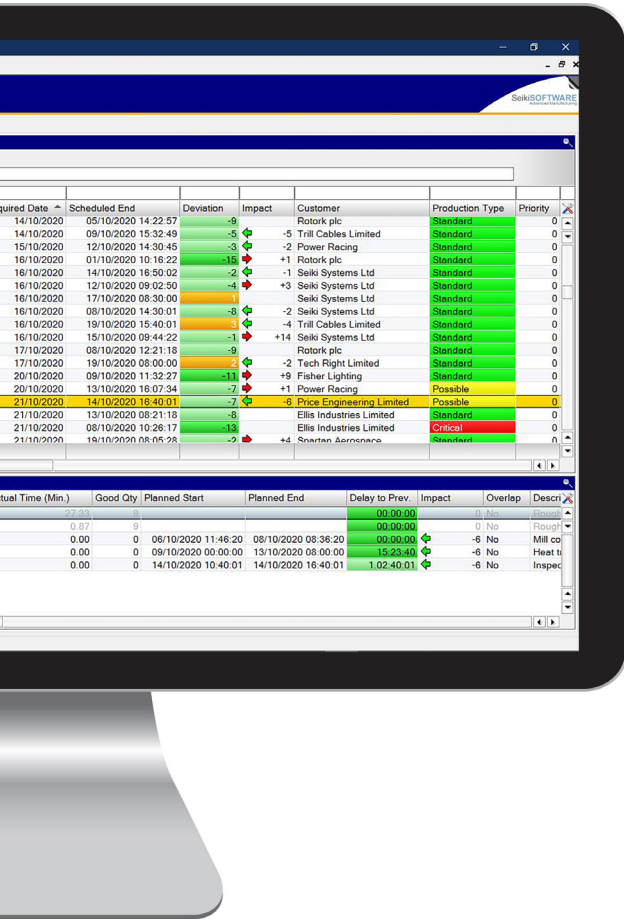 SeikiSOFTWARE
Advanced Manufacturing
quired Date Scheduled End Deviation Impact Customer Production Type Priority
14/10/2020 05/10/2020 14:22:57 -9 Rotork plc Standard 0
14/10/2020 09/10/2020 15:32:49 -5 -5 Trill Cables Limited Standard 0
15/10/2020 12/10/2020 14:30:45 -3 -2 Power Racing Standard 0
16/10/2020 01/10/2020 10:16:22 -15 +1 Rotork plc Standard 0
16/10/2020 14/10/2020 16:50:02 -2 -1 Seiki Systems Ltd Standard 0
16/10/2020 12/10/2020 09:02:50 -4 +3 Seiki Systems Ltd Standard 0
16/10/2020 17/10/2020 08:30:00 1 Seiki Systems Ltd Standard 0
16/10/2020 08/10/2020 14:30:01 -8 -2 Seiki Systems Ltd Standard 0
16/10/2020 19/10/2020 15:40:01 3 -4 Trill Cables Limited Standard 0
16/10/2020 15/10/2020 09:44:22 -1 +14 Seiki Systems Ltd Standard 0
17/10/2020 08/10/2020 12:21:18 -9 Rotork plc Standard 0
17/10/2020 19/10/2020 08:00:00 2 -2 Tech Right Limited Standard 0
20/10/2020 09/10/2020 11:32:27 -11 +9 Fisher Lighting Standard 0
20/10/2020 13/10/2020 16:07:34 -7 +1 Power Racing Possible 0
21/10/2020 14/10/2020 16:40:01 -7 -6 Price Engineering Limited Possible 0
21/10/2020 13/10/2020 08:21:18 -8 Ellis Industries Limited Standard 0
21/10/2020 08/10/2020 10:26:17 -13 Ellis Industries Limited Critical 0
21/10/2020 19/10/2020 08:05:28 -2 +4 Spartan Aerospace Standard 0
tual Time (Min.) Good Qty Planned Start Planned End Delay to Prev. Impact Overlap Descri
27.33 9 00:00:00 0 No Rough
0.87 9 00:00:00 0 No Rough
0.00 0 06/10/2020 11:46:20 08/10/2020 08:36:20 00:00:00 -6 No Mill co
0.00 0 09/10/2020 00:00:00 13/10/2020 08:00:00 15:23:40 -6 No Heat t
0.00 0 14/10/2020 10:40:01 14/10/2020 16:40:01 1.02:40:01 -6 No Inspec